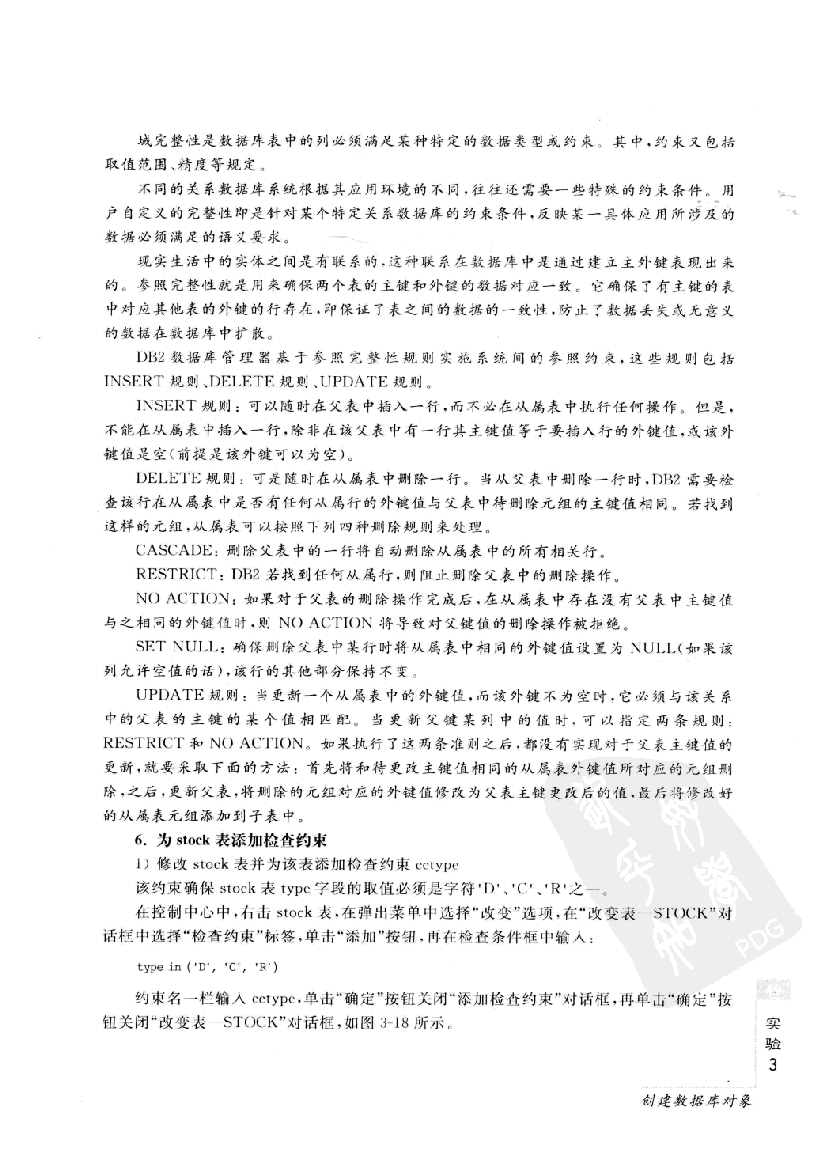 域完整性是数据库表中的列必须满足某种特定的数据类型或约束。其中,约束又包括
取值范围、精度等规定。
不同的关系数据库系统根据其应用环境的不同,往往还需要一些特殊的约束条件。用
户自定义的完整性即是针对某个特定关系数据库的约束条件,反映某一具体应用所涉及的
数据必须满足的语义要求。
现实生活中的实体之间是有联系的,这种联系在数据库中是通过建立主外键表现出来
的。参照完整性就是用来确保两个表的主键和外键的数据对应一致。它确保了有主键的表
中对应其他表的外键的行存在,即保证了表之间的数据的一致性,防止了数据丢失或无意义
的数据在数据库中扩散。
DB2 数据库管理器基于参照完整性规则实施系统间的参照约束,这些规则包括
INSERT 规则、DELETE 规则、UPDATE 规则。
INSERT 规则:可以随时在父表中插入一行,而不必在从属表中执行任何操作。但是,
不能在从属表中插入一行,除非在该父表中有一行其主键值等于要插入行的外键值,或该外
键值是空(前提是该外键可以为空)。
DELETE 规则:可是随时在从属表中删除一行。当从父表中删除一行时,DB2 需要检
查该行在从属表中是否有任何从属行的外键值与父表中待删除元组的主键值相同。若找到
这样的元组,从属表可以按照下列四种删除规则来处理。
CASCADE:删除父表中的一行将自动删除从属表中的所有相关行。
RESTRICT:DB2 若找到任何从属行,则阻止删除父表中的删除操作。
NO ACTION:如果对于父表的删除操作完成后,在从属表中存在没有父表中主键值
与之相同的外键值时,则 NO ACTION 将导致对父键值的删除操作被拒绝。
SET NULL:确保删除父表中某行时将从属表中相同的外键值设置为 NULL(如果该
列允许空值的话),该行的其他部分保持不变。
UPDATE 规则:当更新一个从属表中的外键值,而该外键不为空时,它必须与该关系
中的父表的主键的某个值相匹配。当更新父键某列中的值时,可以指定两条规则:
RESTRICT 和 NO ACTION。如果执行了这两条准则之后,都没有实现对于父表主键值的
更新,就要采取下面的方法:首先将和待更改主键值相同的从属表外键值所对应的元组删
除,之后,更新父表,将删除的元组对应的外键值修改为父表主键更改后的值,最后将修改好
的从属表元组添加到子表中。
6. 为 stock 表添加检查约束
1) 修改 stock 表并为该表添加检查约束 cctype
该约束确保 stock 表 type 字段的取值必须是字符'D'、'C'、'R'之一。
在控制中心中,右击 stock 表,在弹出菜单中选择“改变”选项,在“改变表—STOCK”对
话框中选择“检查约束”标签,单击“添加”按钮,再在检查条件框中输入:
type in ('D', 'C', 'R')
约束名一栏输入 cctype,单击“确定”按钮关闭“添加检查约束”对话框,再单击“确定”按
钮关闭“改变表—STOCK”对话框,如图 3-18 所示。
PDG
实
验
3
创建数据库对象